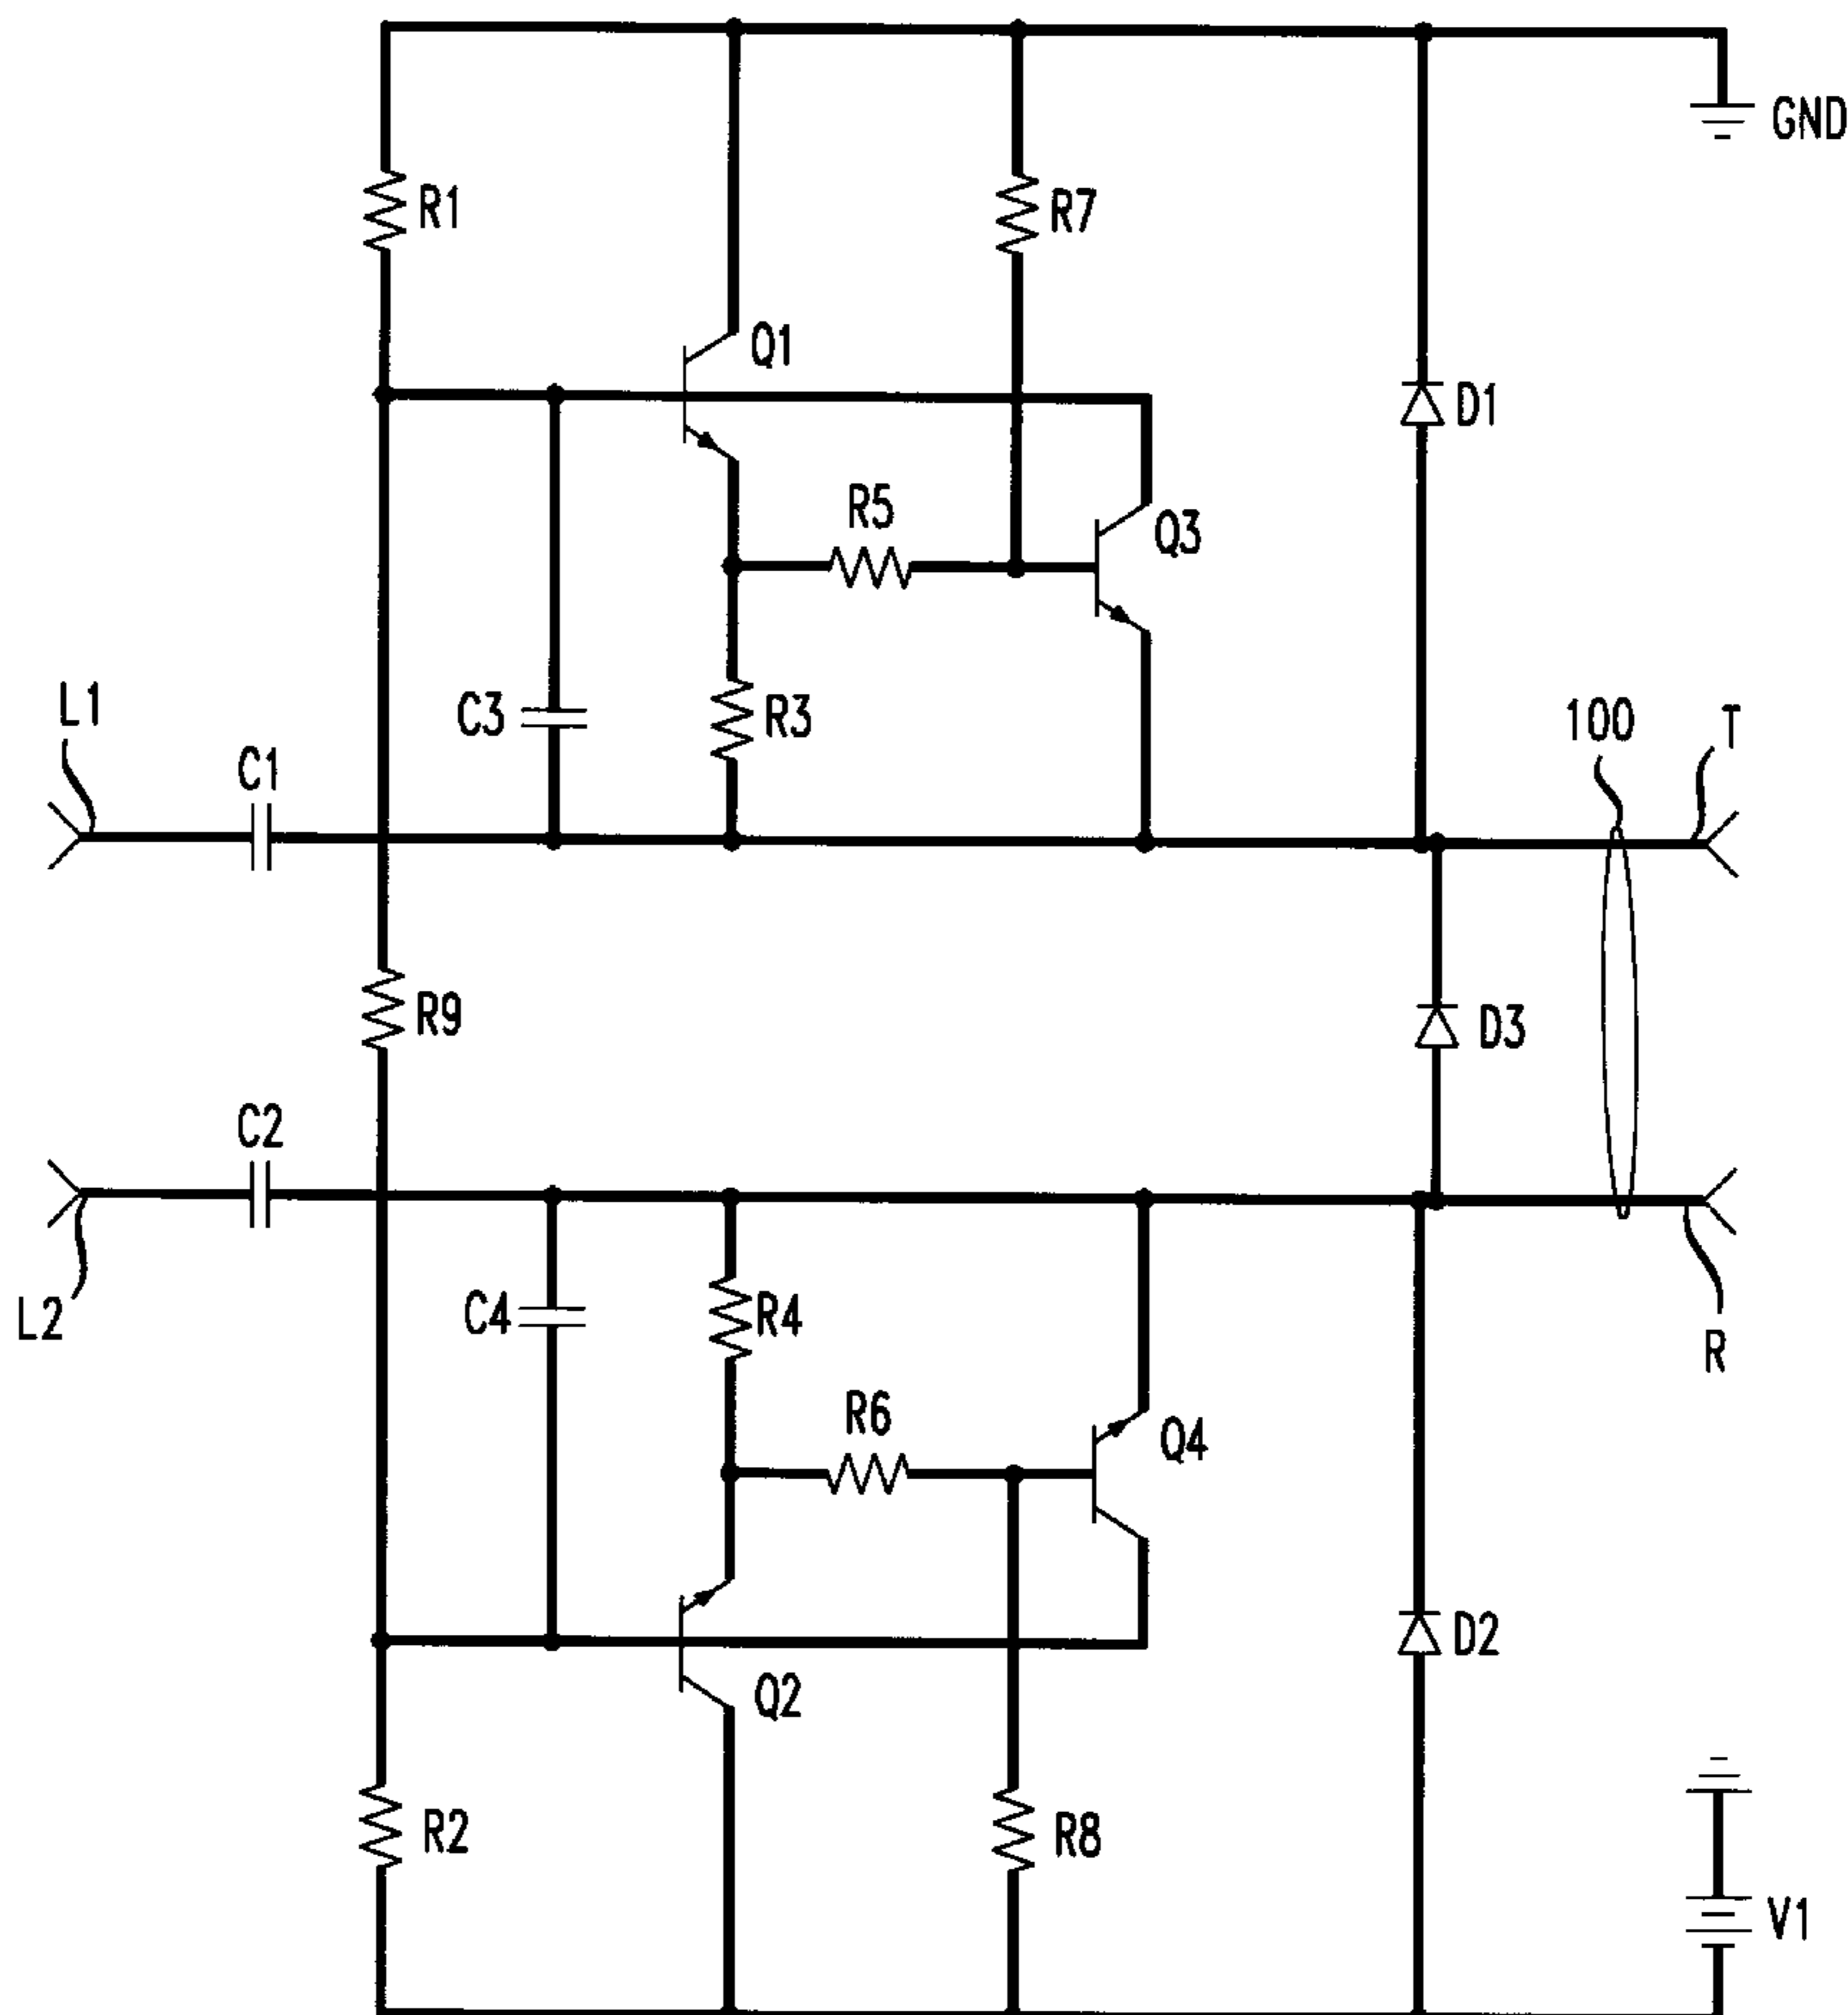 GND
R1
R7
Q1
D1
R5
Q3
L1
C1
C3
R3
100
T
R9
D3
C2
L2
C4
R4
R
R6
Q4
Q2
D2
R2
R8
V1